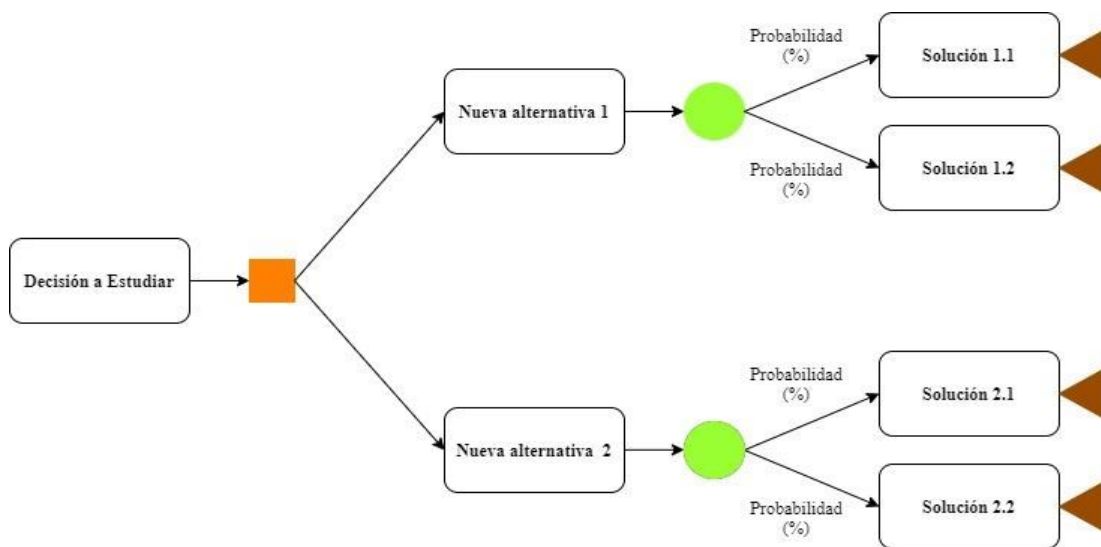 Probabilidad
(%)
Solución 1.1
Nueva alternativa 1
Probabilidad
(%)
Solución 1.2
Decisión a Estudiar
Probabilidad
(%)
Solución 2.1
Nueva alternativa 2
Probabilidad
(%)
Solución 2.2